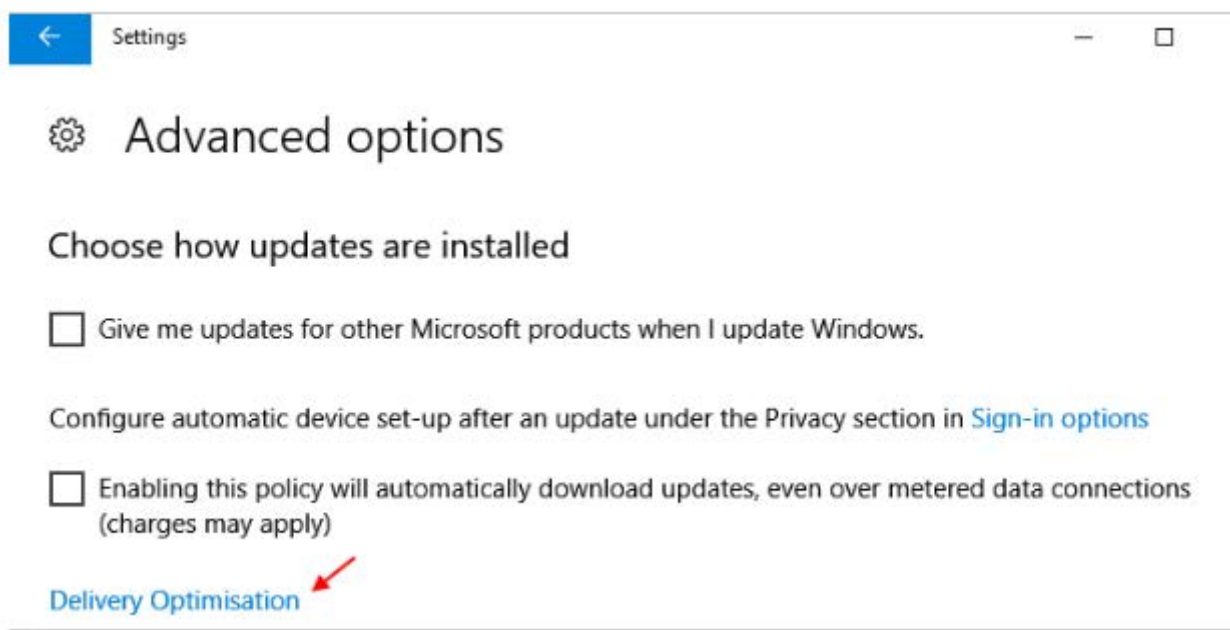 Settings
Advanced options
Choose how updates are installed
Give me updates for other Microsoft products when I update Windows.
Configure automatic device set-up after an update under the Privacy section in Sign-in options
Enabling this policy will automatically download updates, even over metered data connections
(charges may apply)
Delivery Optimisation